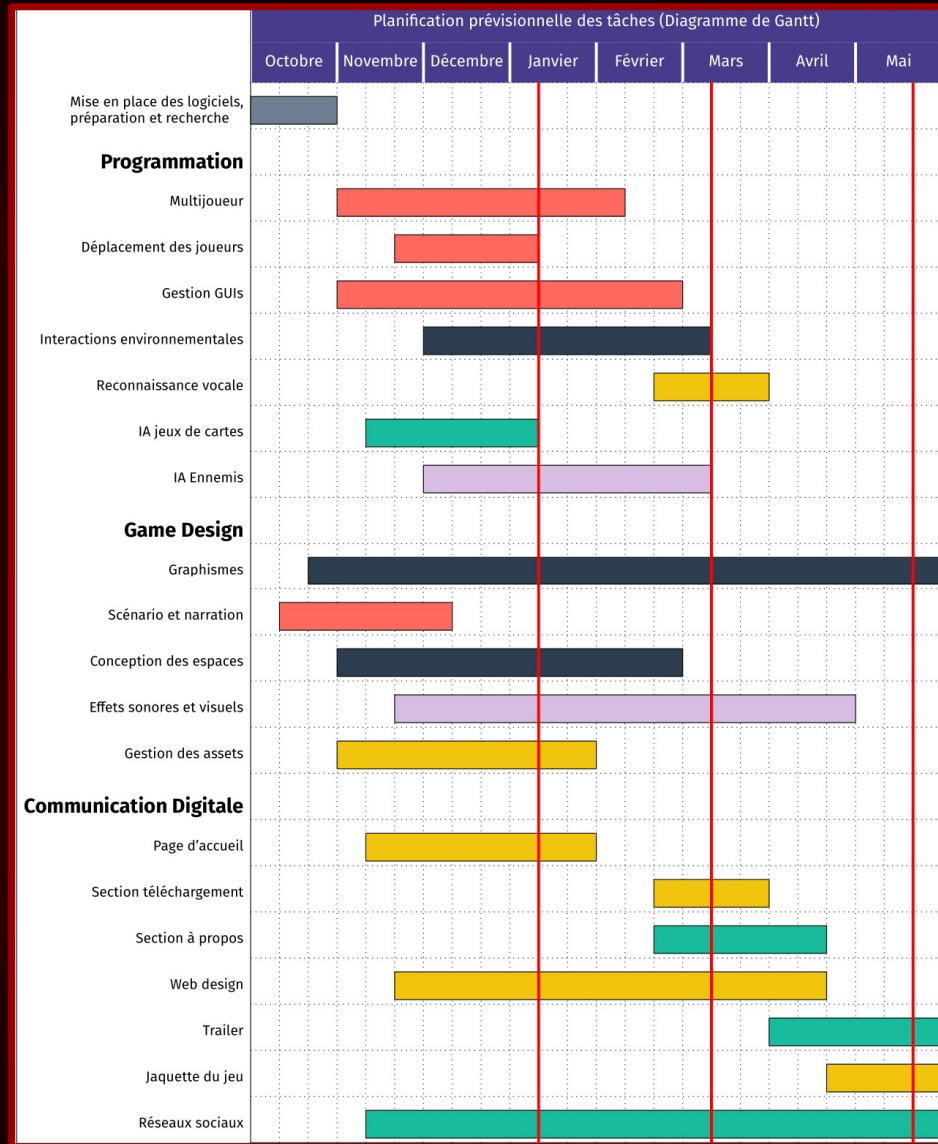 Planification prévisionnelle des tâches (Diagramme de Gantt)
Octobre Novembre Décembre Janvier Février Mars Avril Mai
Mise en place des logiciels,
préparation et recherche
Programmation
Multijoueur
Déplacement des joueurs
Gestion GUIs
Interactions environnementales
Reconnaissance vocale
IA jeux de cartes
IA Ennemis
Game Design
Graphismes
Scénario et narration
Conception des espaces
Effets sonores et visuels
Gestion des assets
Communication Digitale
Page d’accueil
Section téléchargement
Section à propos
Web design
Trailer
Jaquette du jeu
Réseaux sociaux